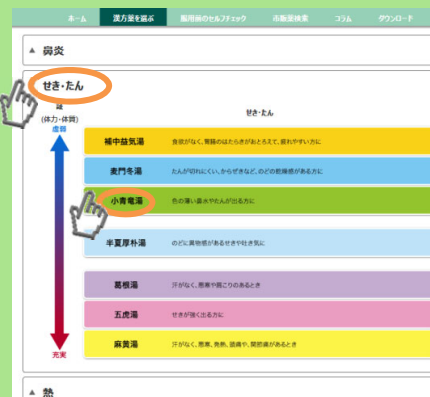 ホーム 漢方薬を選ぶ 服用前のセルフチェック 市販薬検索 コラム ダウンロード
▲ 鼻炎
せき・たん
証
(体力・体質)
虚弱
せき・たん
補中益気湯 食欲がなく、胃腸のはたらきがおとろえて、疲れやすい方に
麦門冬湯 たんが切れにくい、からぜきなど、のどの乾燥感がある方に
小青竜湯 色の薄い鼻水やたんが出る方に
半夏厚朴湯 のどに異物感があるせきや吐き気に
葛根湯 汗がなく、悪寒や肩こりのあるとき
五虎湯 せきが強く出る方に
麻黄湯 汗がなく、悪寒、発熱、頭痛や、関節痛があるとき
充実
▲ 熱